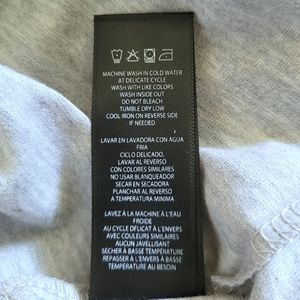 MACHINE WASH IN COLD WATER
AT DELICATE CYCLE
WASH WITH LIKE COLORS
WASH INSIDE OUT
DO NOT BLEACH
TUMBLE DRY LOW
COOL IRON ON REVERSE SIDE
IF NEEDED
LAVAR EN LAVADORA CON AGUA
FRIA
CICLO DELICADO,
LAVAR AL REVERSO
CON COLORES SIMILARES
NO USAR BLANQUEADOR
SECAR EN SECADORA
PLANCHAR AL REVERSO
A TEMPERATURA MINIMA
LAVEZ À LA MACHINE À L'EAU
FROIDE
AU CYCLE DÉLICAT À L'ENVERS
AVEC COULEURS SIMILAIRES
AUCUN JAVELLISANT
SÉCHER À BASSE TEMPÉRATURE
REPASSER À L'ENVERS À BASSE
TEMPÉRATURE AU BESOIN